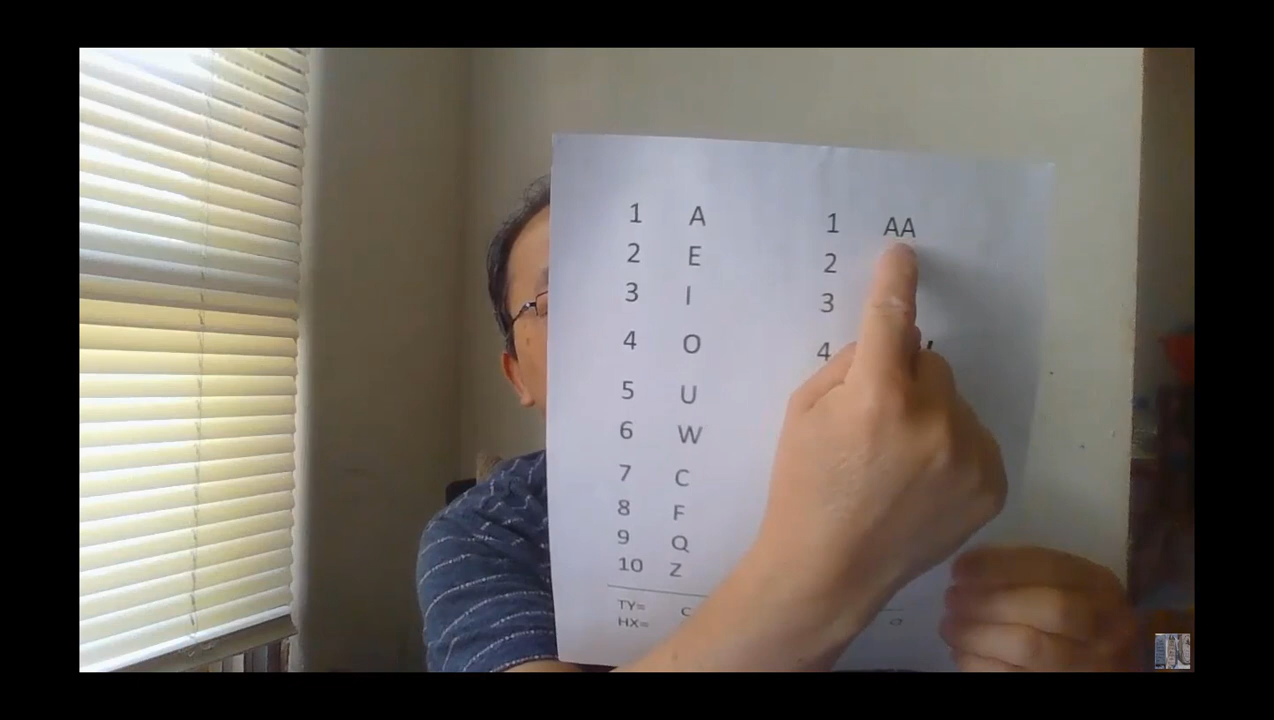 1 A 1 AA
2 E 2
3 I 3
4 O 4
5 U
6 W
7 C
8 F
9 Q
10 Z
TY= C
HX=